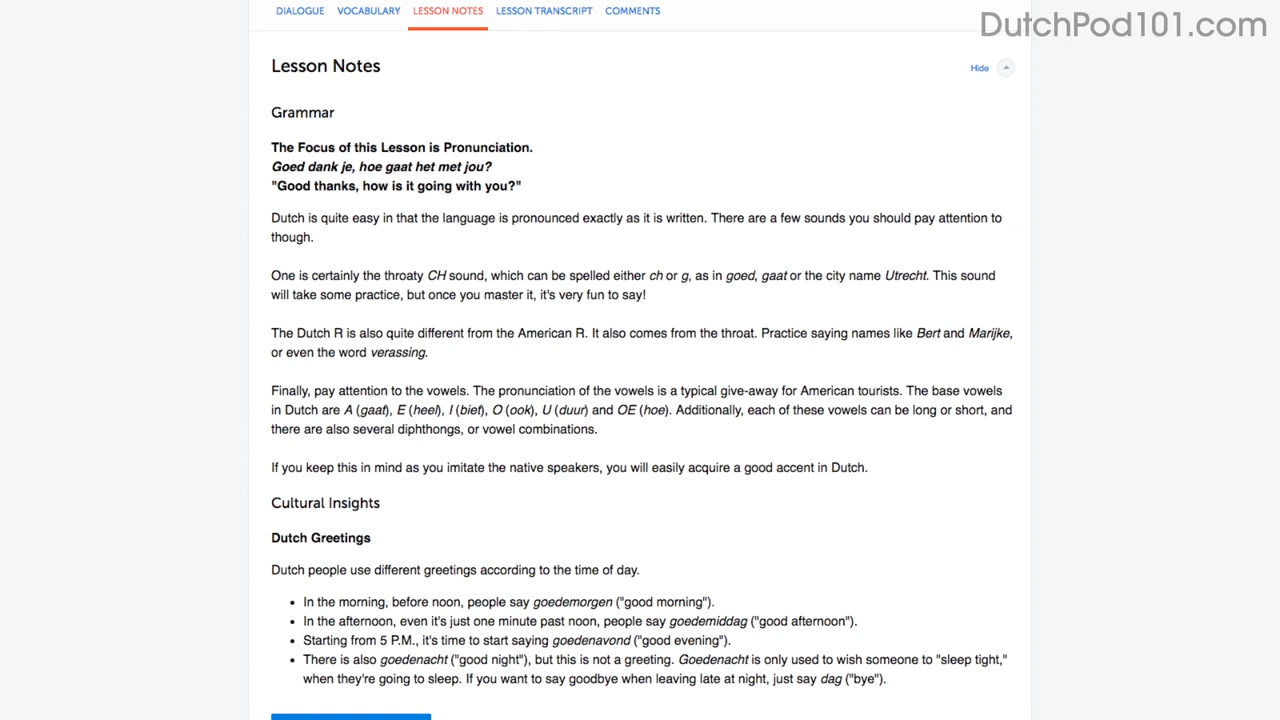 DIALOGUE VOCABULARY LESSON NOTES LESSON TRANSCRIPT COMMENTS
DutchPod101.com
Lesson Notes
Hide
Grammar
The Focus of this Lesson is Pronunciation.
Goed dank je, hoe gaat het met jou?
"Good thanks, how is it going with you?"
Dutch is quite easy in that the language is pronounced exactly as it is written. There are a few sounds you should pay attention to
though.
One is certainly the throaty CH sound, which can be spelled either ch or g, as in goed, gaat or the city name Utrecht. This sound
will take some practice, but once you master it, it's very fun to say!
The Dutch R is also quite different from the American R. It also comes from the throat. Practice saying names like Bert and Marijke,
or even the word verassing.
Finally, pay attention to the vowels. The pronunciation of the vowels is a typical give-away for American tourists. The base vowels
in Dutch are A (gaat), E (heel), I (biet), O (ook), U (duur) and OE (hoe). Additionally, each of these vowels can be long or short, and
there are also several diphthongs, or vowel combinations.
If you keep this in mind as you imitate the native speakers, you will easily acquire a good accent in Dutch.
Cultural Insights
Dutch Greetings
Dutch people use different greetings according to the time of day.
• In the morning, before noon, people say goedemorgen ("good morning").
• In the afternoon, even it's just one minute past noon, people say goedemiddag ("good afternoon").
• Starting from 5 P.M., it's time to start saying goedenavond ("good evening").
• There is also goedenacht ("good night"), but this is not a greeting. Goedenacht is only used to wish someone to "sleep tight,"
when they're going to sleep. If you want to say goodbye when leaving late at night, just say dag ("bye").